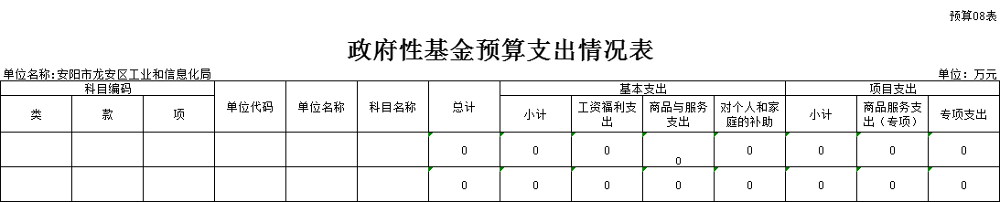 预算08表
政府性基金预算支出情况表
单位名称:安阳市龙安区工业和信息化局 单位：万元
科目编码 单位代码 单位名称 科目名称 总计 基本支出 项目支出
类 款 项 小计 工资福利支出 商品与服务支出 对个人和家庭的补助 小计 商品服务支出（专项） 专项支出
0 0 0 0 0 0 0 0
0 0 0 0 0 0 0 0